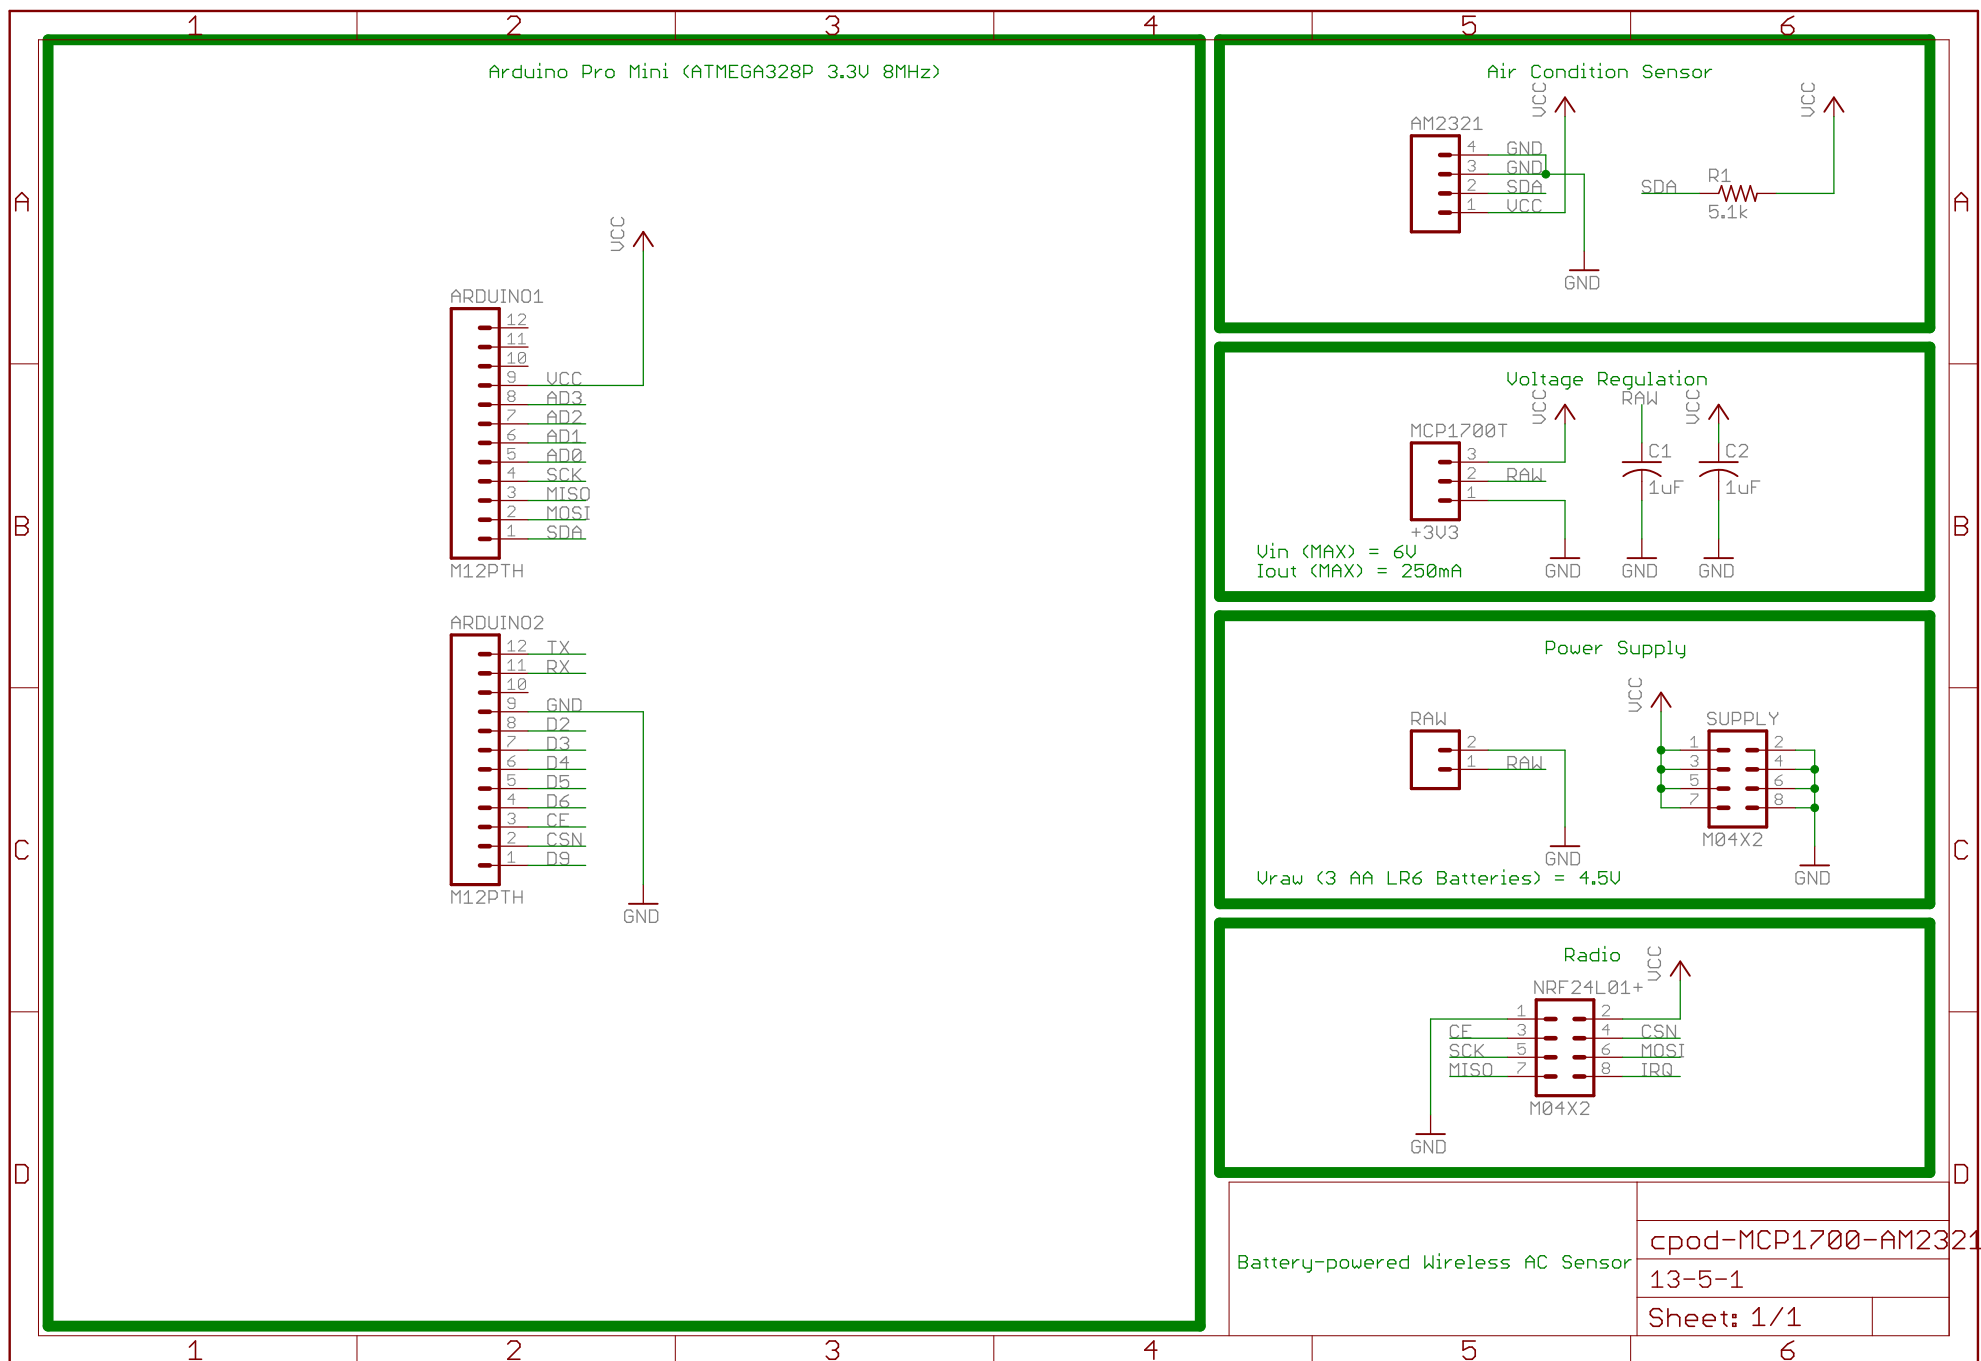 1 2 3 4 5 6
A
B
C
D
Arduino Pro Mini (ATMEGA328P 3.3V 8MHz)
VCC
ARDUINO1
12
11
10
9 VCC
8 AD3
7 AD2
6 AD1
5 AD0
4 SCK
3 MISO
2 MOSI
1 SDA
M12PTH
ARDUINO2
12 TX
11 RX
10
9 GND
8 D2
7 D3
6 D4
5 D5
6 D6
3 CE
2 CSN
1 D9
M12PTH
GND
Air Condition Sensor
VCC
VCC
AM2321
4 GND
3 GND
2 SDA
1 VCC
GND
SDA
R1
5.1k
Voltage Regulation
VCC
RAW
VCC
MCP1700T
3
2 RAW
1
+3V3
C1
1uF
C2
1uF
GND
GND
GND
Vin (MAX) = 6V
Iout (MAX) = 250mA
Power Supply
RAW
2
1 RAW
GND
VCC
SUPPLY
1 2
3 4
5 6
7 8
M04X2
GND
Vraw (3 AA LR6 Batteries) = 4.5V
Radio
VCC
NRF24L01+
1 2
CE 3 4 CSN
SCK 5 6 MOSI
MISO 7 8 IRQ
M04X2
GND
A
B
C
D
Battery-powered Wireless AC Sensor
cpod-MCP1700-AM2321
13-5-1
Sheet: 1/1
1 2 3 4 5 6